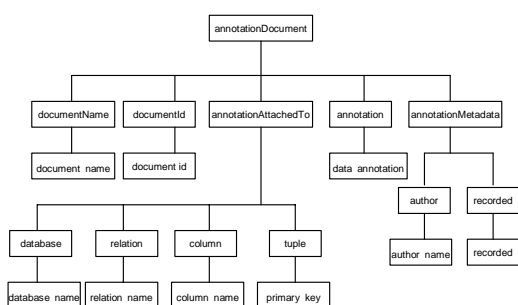 annotationDocument
documentName documentId annotationAttachedTo annotation annotationMetadata
document name document id data annotation
author recorded
database relation column tuple
author name recorded
database name relation name column name primary key